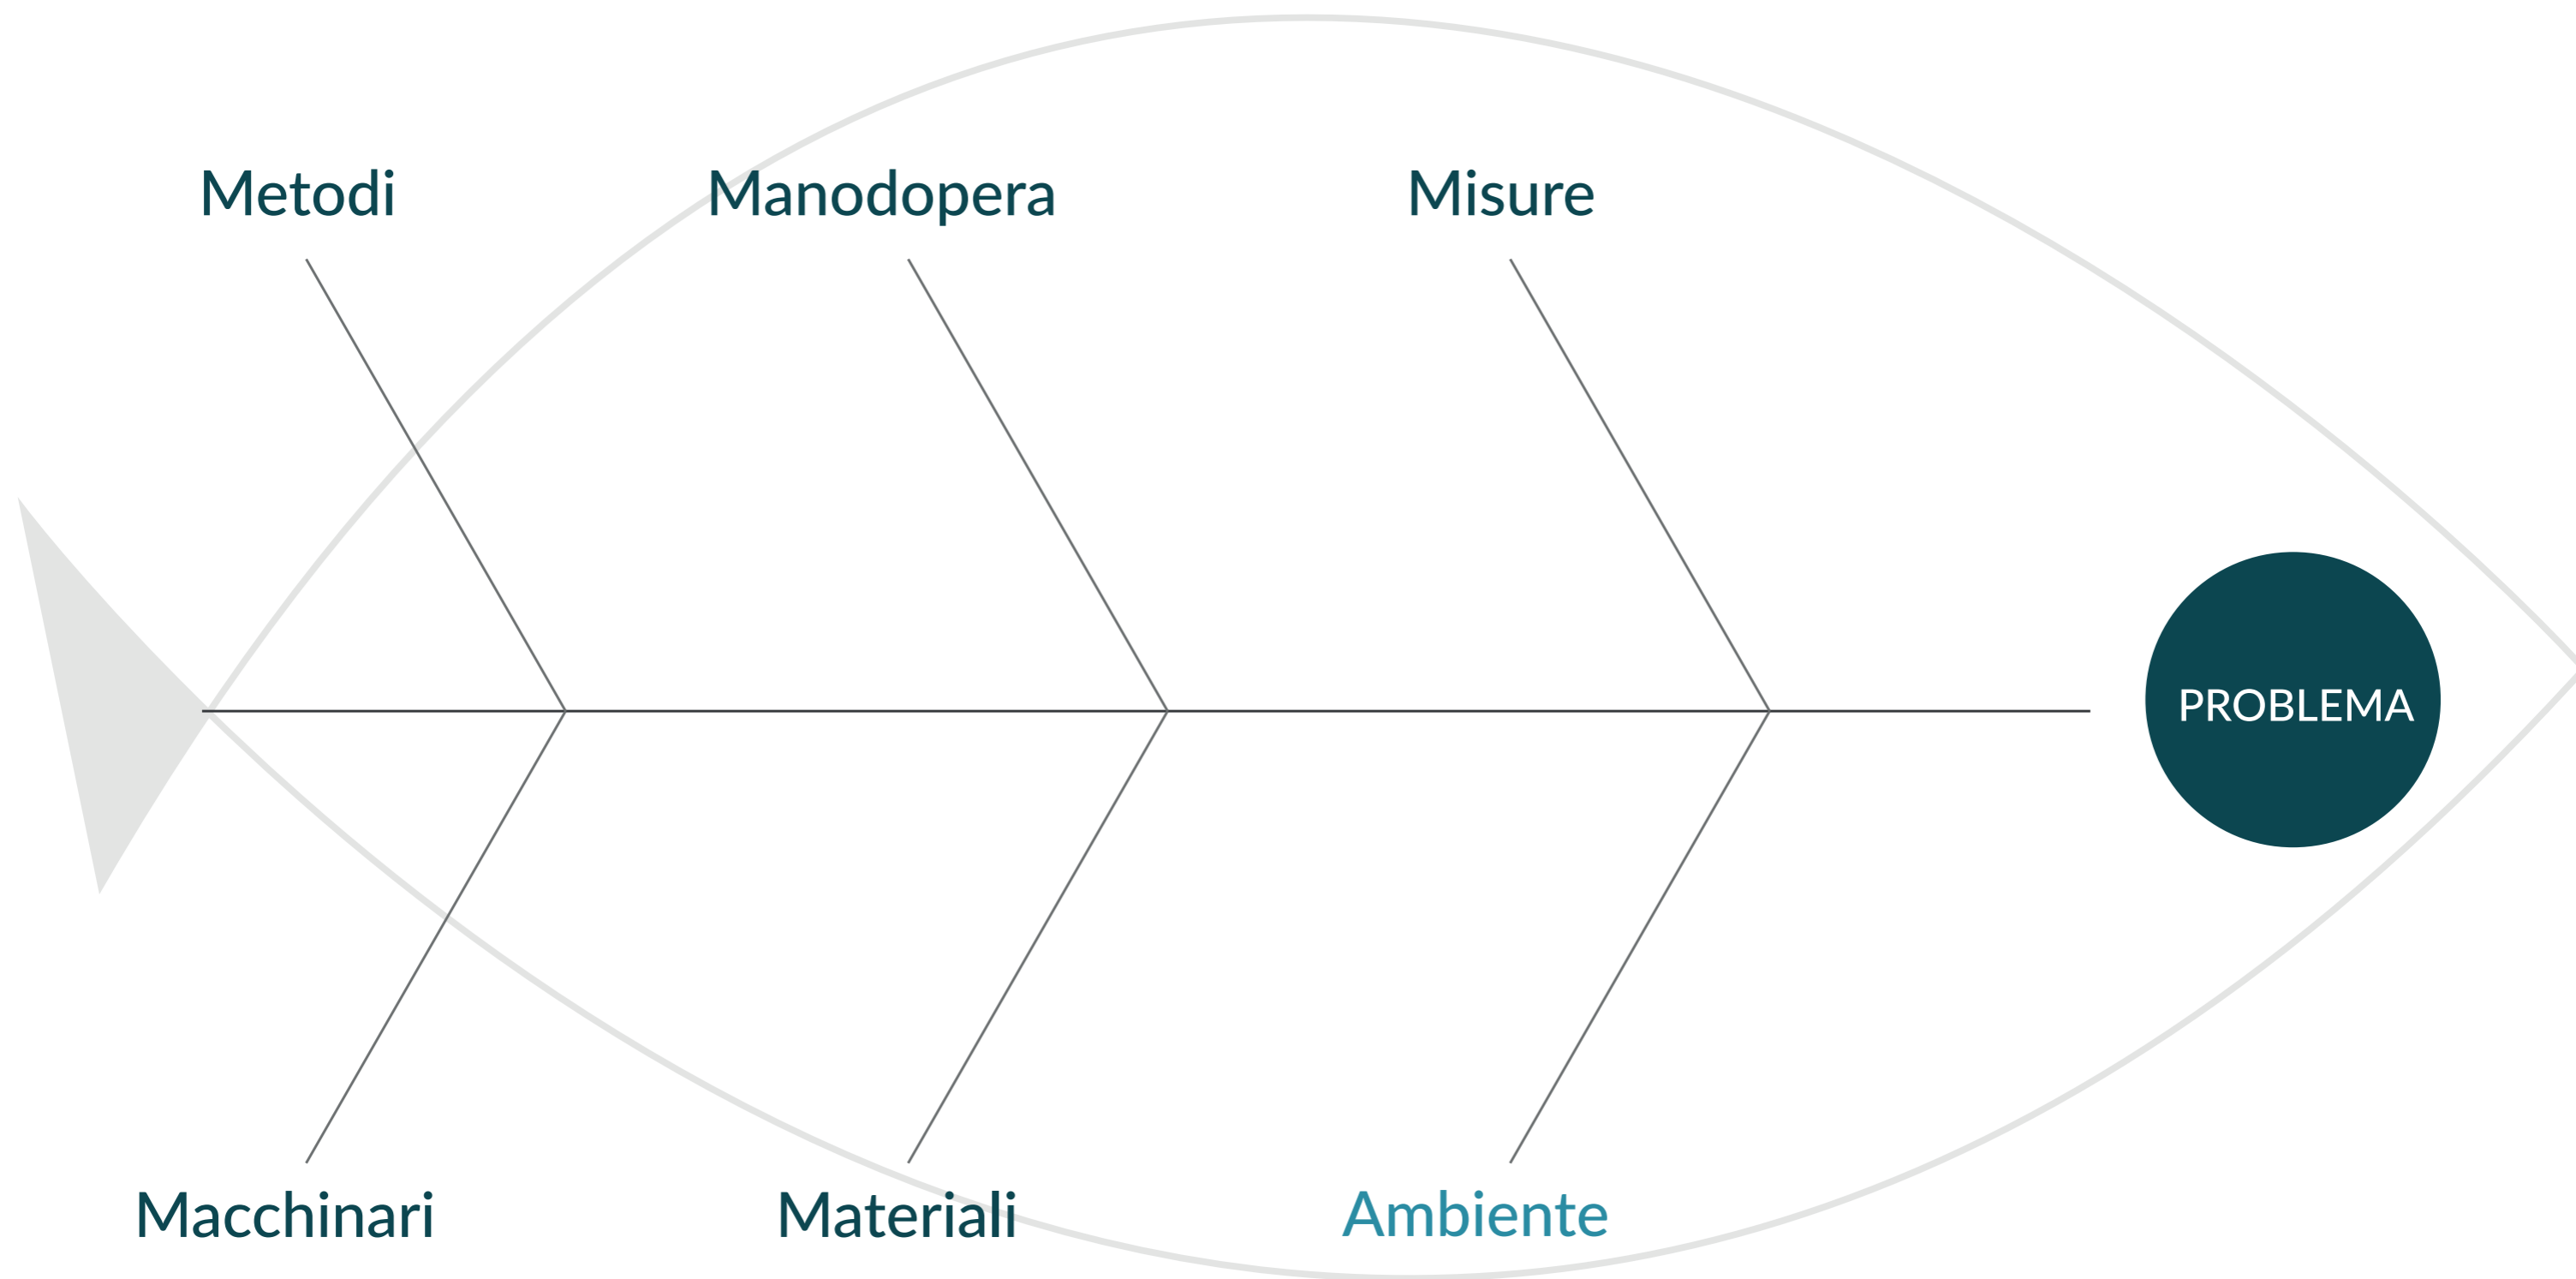 Metodi
Manodopera
Misure
PROBLEMA
Macchinari
Materiali
Ambiente